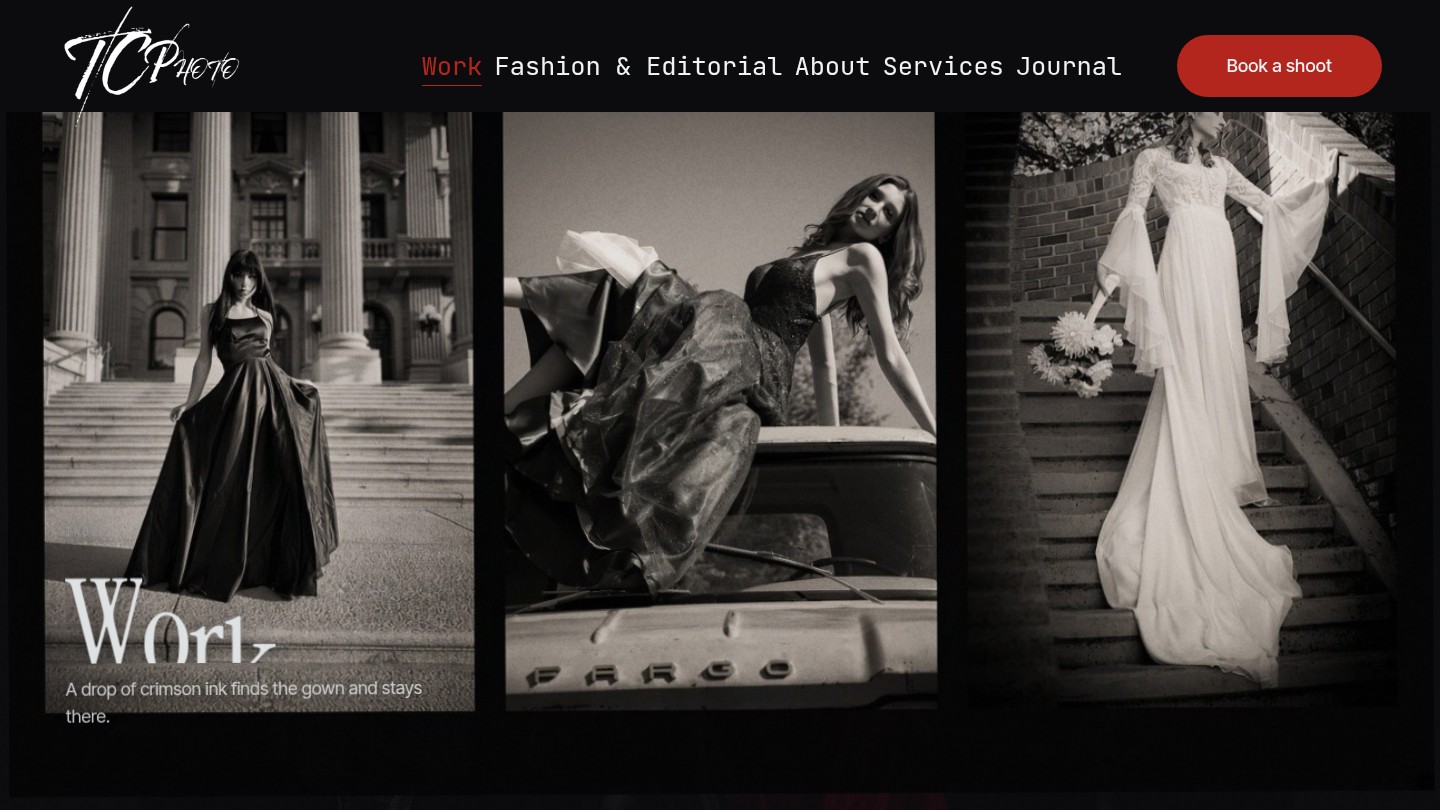 TCPHOTO
Work Fashion & Editorial About Services Journal
Book a shoot
FARGO
Work
A drop of crimson ink finds the gown and stays
there.